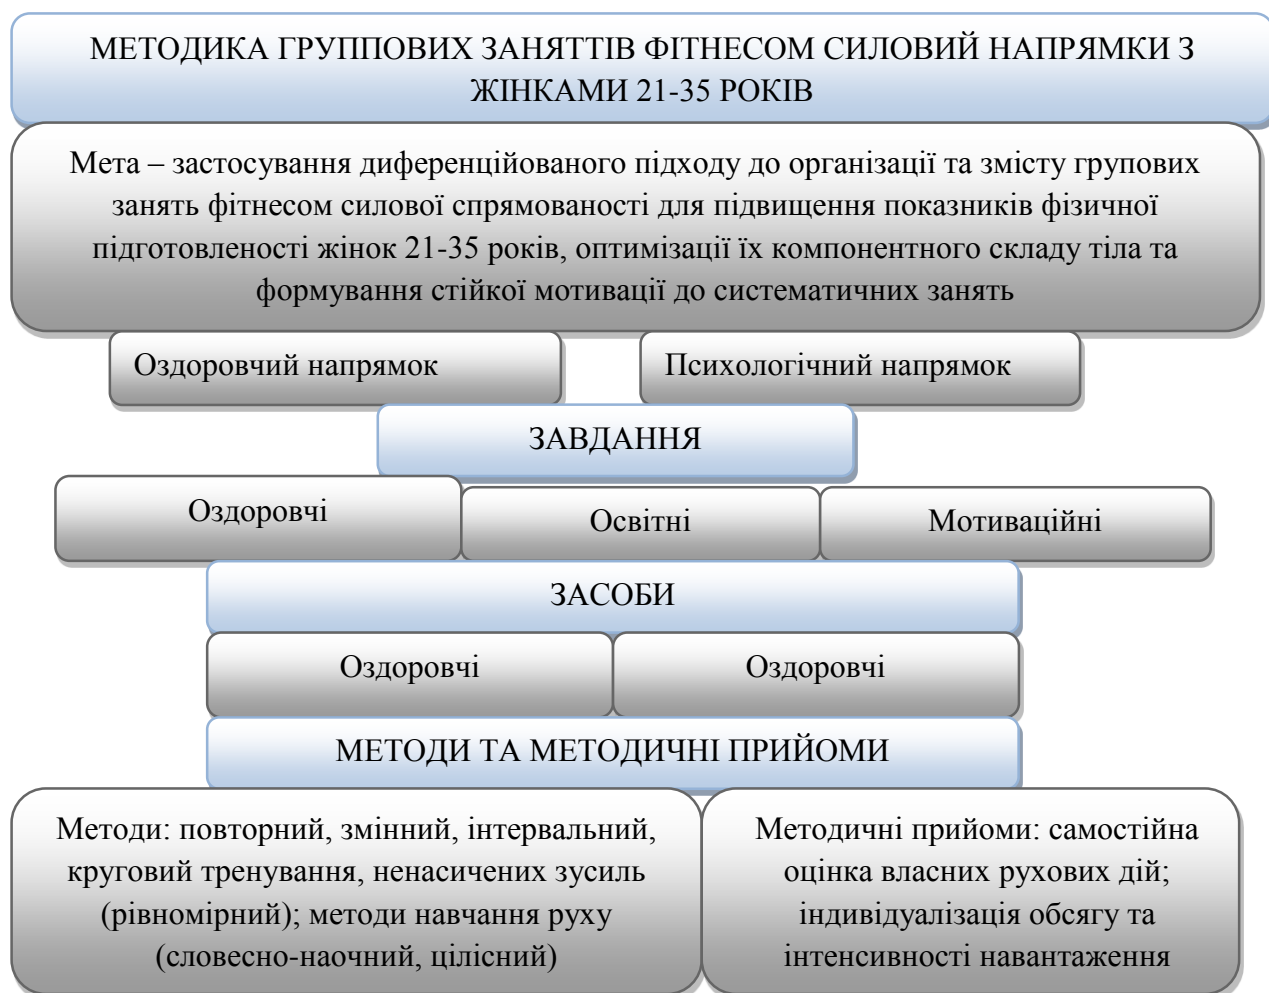 МЕТОДИКА ГРУППОВИХ ЗАНЯТТІВ ФІТНЕСОМ СИЛОВИЙ НАПРЯМКИ З
ЖІНКАМИ 21-35 РОКІВ
Мета – застосування диференційованого підходу до організації та змісту групових
занять фітнесом силової спрямованості для підвищення показників фізичної
підготовленості жінок 21-35 років, оптимізації їх компонентного складу тіла та
формування стійкої мотивації до систематичних занять
Оздоровчий напрямок
Психологічний напрямок
ЗАВДАННЯ
Оздоровчі
Освітні
Мотиваційні
ЗАСОБИ
Оздоровчі
Оздоровчі
МЕТОДИ ТА МЕТОДИЧНІ ПРИЙОМИ
Методи: повторний, змінний, інтервальний,
круговий тренування, ненасичених зусиль
(рівномірний); методи навчання руху
(словесно-наочний, цілісний)
Методичні прийоми: самостійна
оцінка власних рухових дій;
індивідуалізація обсягу та
інтенсивності навантаження